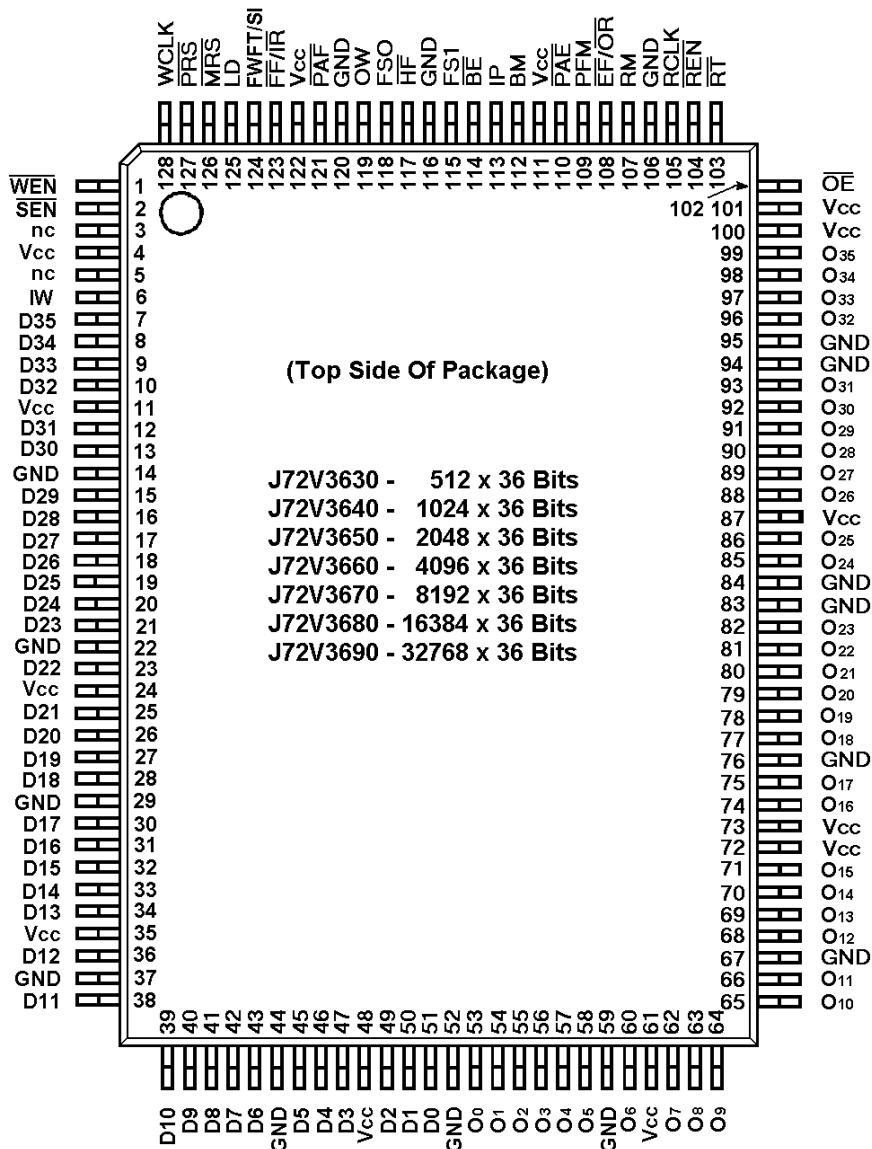 WCLK PRS MRS LD FWFT/SI FF/IR Vcc PAF GND OW FSO HF GND FS1 BE IP BM Vcc PAE PFM EF/OR RM GND RCLK REN RT
128 127 126 125 124 123 122 121 120 119 118 117 116 115 114 113 112 111 110 109 108 107 106 105 104 103
WEN 1
SEN 2
nc 3
Vcc 4
nc 5
IW 6
D35 7
D34 8
D33 9
D32 10
Vcc 11
D31 12
D30 13
GND 14
D29 15
D28 16
D27 17
D26 18
D25 19
D24 20
D23 21
GND 22
D22 23
Vcc 24
D21 25
D20 26
D19 27
D18 28
GND 29
D17 30
D16 31
D15 32
D14 33
D13 34
Vcc 35
D12 36
GND 37
D11 38
(Top Side Of Package)
J72V3630 - 512 x 36 Bits
J72V3640 - 1024 x 36 Bits
J72V3650 - 2048 x 36 Bits
J72V3660 - 4096 x 36 Bits
J72V3670 - 8192 x 36 Bits
J72V3680 - 16384 x 36 Bits
J72V3690 - 32768 x 36 Bits
102 OE
101 Vcc
100 Vcc
99 O35
98 O34
97 O33
96 O32
95 GND
94 GND
93 O31
92 O30
91 O29
90 O28
89 O27
88 O26
87 Vcc
86 O25
85 O24
84 GND
83 GND
82 O23
81 O22
80 O21
79 O20
78 O19
77 O18
76 GND
75 O17
74 O16
73 Vcc
72 Vcc
71 O15
70 O14
69 O13
68 O12
67 GND
66 O11
65 O10
39 40 41 42 43 44 45 46 47 48 49 50 51 52 53 54 55 56 57 58 59 60 61 62 63 64
D10 D9 D8 D7 D6 GND D5 D4 D3 Vcc D2 D1 D0 GND O0 O1 O2 O3 O4 O5 GND O6 Vcc O7 O8 O9